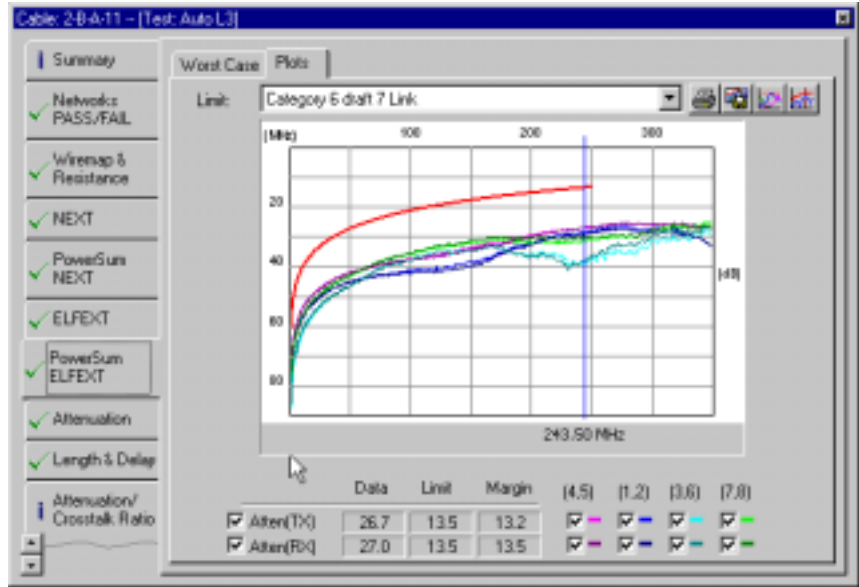 Cable: 2-B-A-11 – [Test: Auto L3]
Summary
Networks
PASS/FAIL
Wiremap &
Resistance
NEXT
PowerSum
NEXT
ELFEXT
PowerSum
ELFEXT
Attenuation
Length & Delay
Attenuation/
Crosstalk Ratio
Worst Case Plots
Limit: Category 6 draft 7 Link
(MHz) 100 200 300
20
40
60
80
(dB)
243.50 MHz
Data Limit Margin (4,5) (1,2) (3,6) (7,8)
Atten(TX) 26.7 13.5 13.2
Atten(RX) 27.0 13.5 13.5